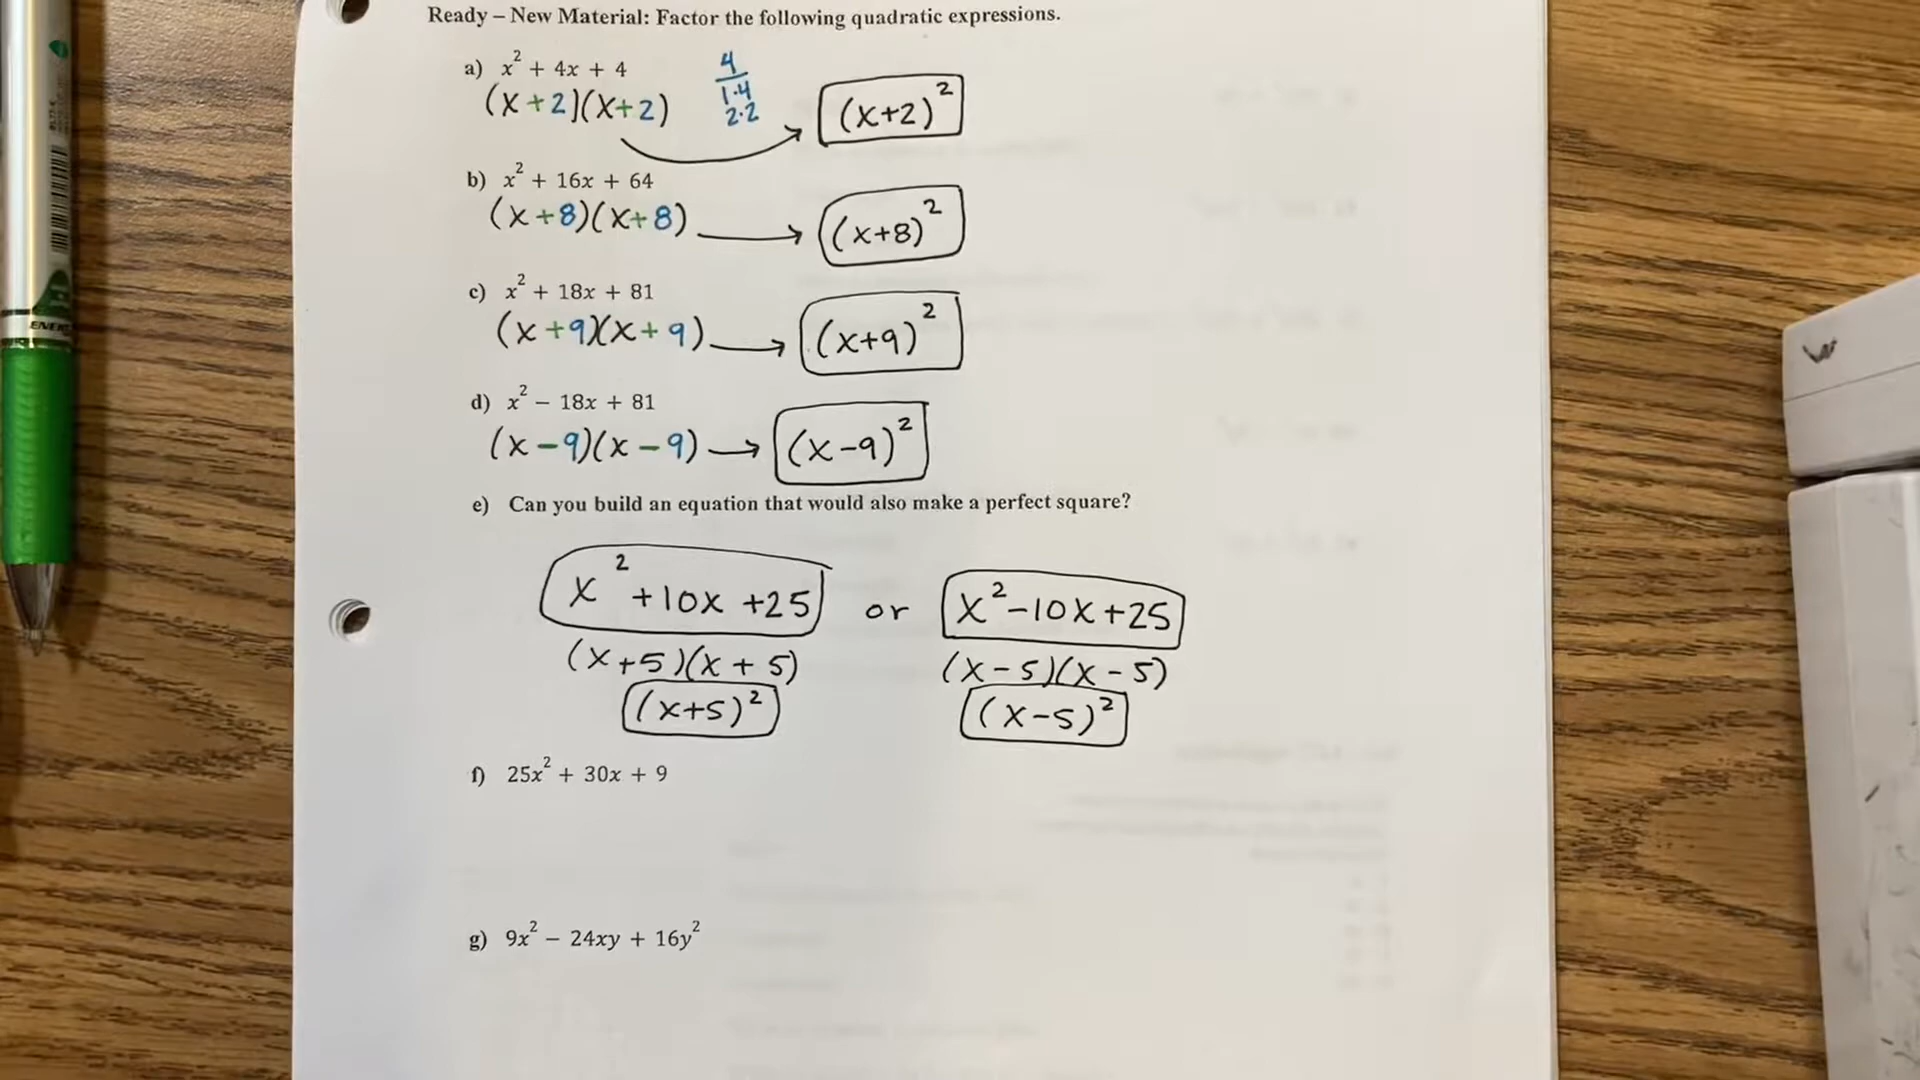 Ready – New Material: Factor the following quadratic expressions.
a) x² + 4x + 4
(x+2)(x+2)
4
1·4
2·2
(x+2)²
b) x² + 16x + 64
(x+8)(x+8)
(x+8)²
c) x² + 18x + 81
(x+9)(x+9)
(x+9)²
d) x² − 18x + 81
(x−9)(x−9)
(x−9)²
e) Can you build an equation that would also make a perfect square?
x² +10x +25 or x²−10x+25
(x+5)(x+5) (x−5)(x−5)
(x+5)² (x−5)²
f) 25x² + 30x + 9
g) 9x² − 24xy + 16y²